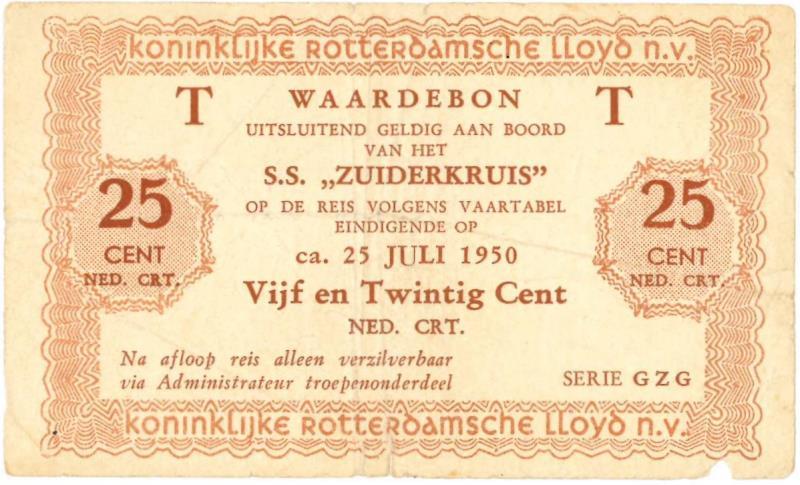 koninklijke rotterdamsche lloyd n.v.
T WAARDEBON T
UITSLUITEND GELDIG AAN BOORD
VAN HET
S.S. „ZUIDERKRUIS”
OP DE REIS VOLGENS VAARTABEL
EINDIGENDE OP
ca. 25 JULI 1950
Vijf en Twintig Cent
NED. CRT.
25
CENT
NED. CRT.
25
CENT
NED. CRT.
Na afloop reis alleen verzilverbaar
via Administrateur troepenonderdeel
SERIE GZG
koninklijke rotterdamsche lloyd n.v.